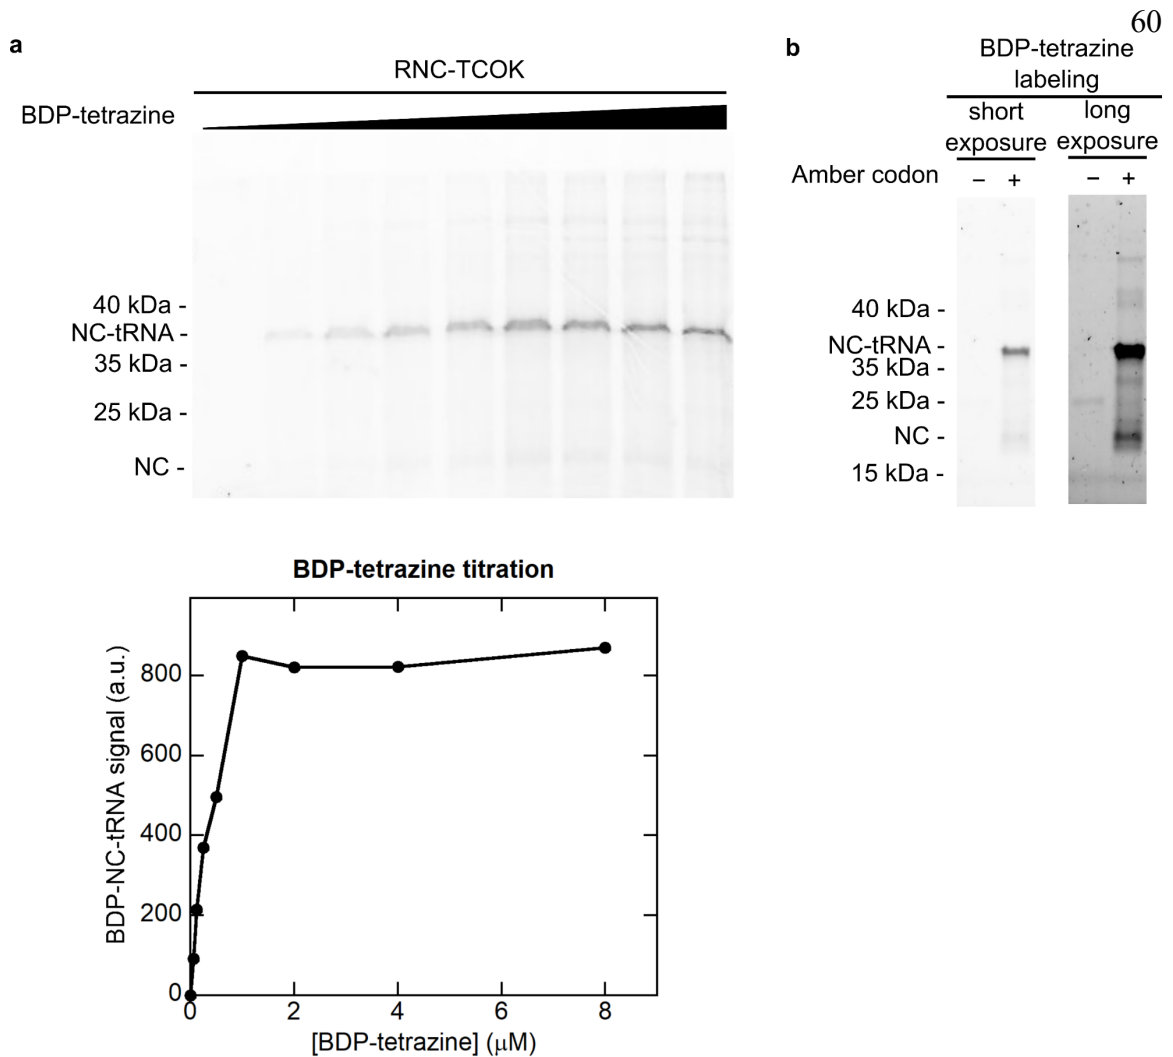 60
a
RNC-TCOK
BDP-tetrazine
40 kDa -
NC-tRNA -
35 kDa -
25 kDa -
NC -
b
BDP-tetrazine
labeling
short
exposure
long
exposure
Amber codon
– +
– +
40 kDa -
NC-tRNA -
35 kDa -
25 kDa -
NC -
15 kDa -
BDP-tetrazine titration
BDP-NC-tRNA signal (a.u.)
800
600
400
200
0
0 2 4 6 8
[BDP-tetrazine] (μM)